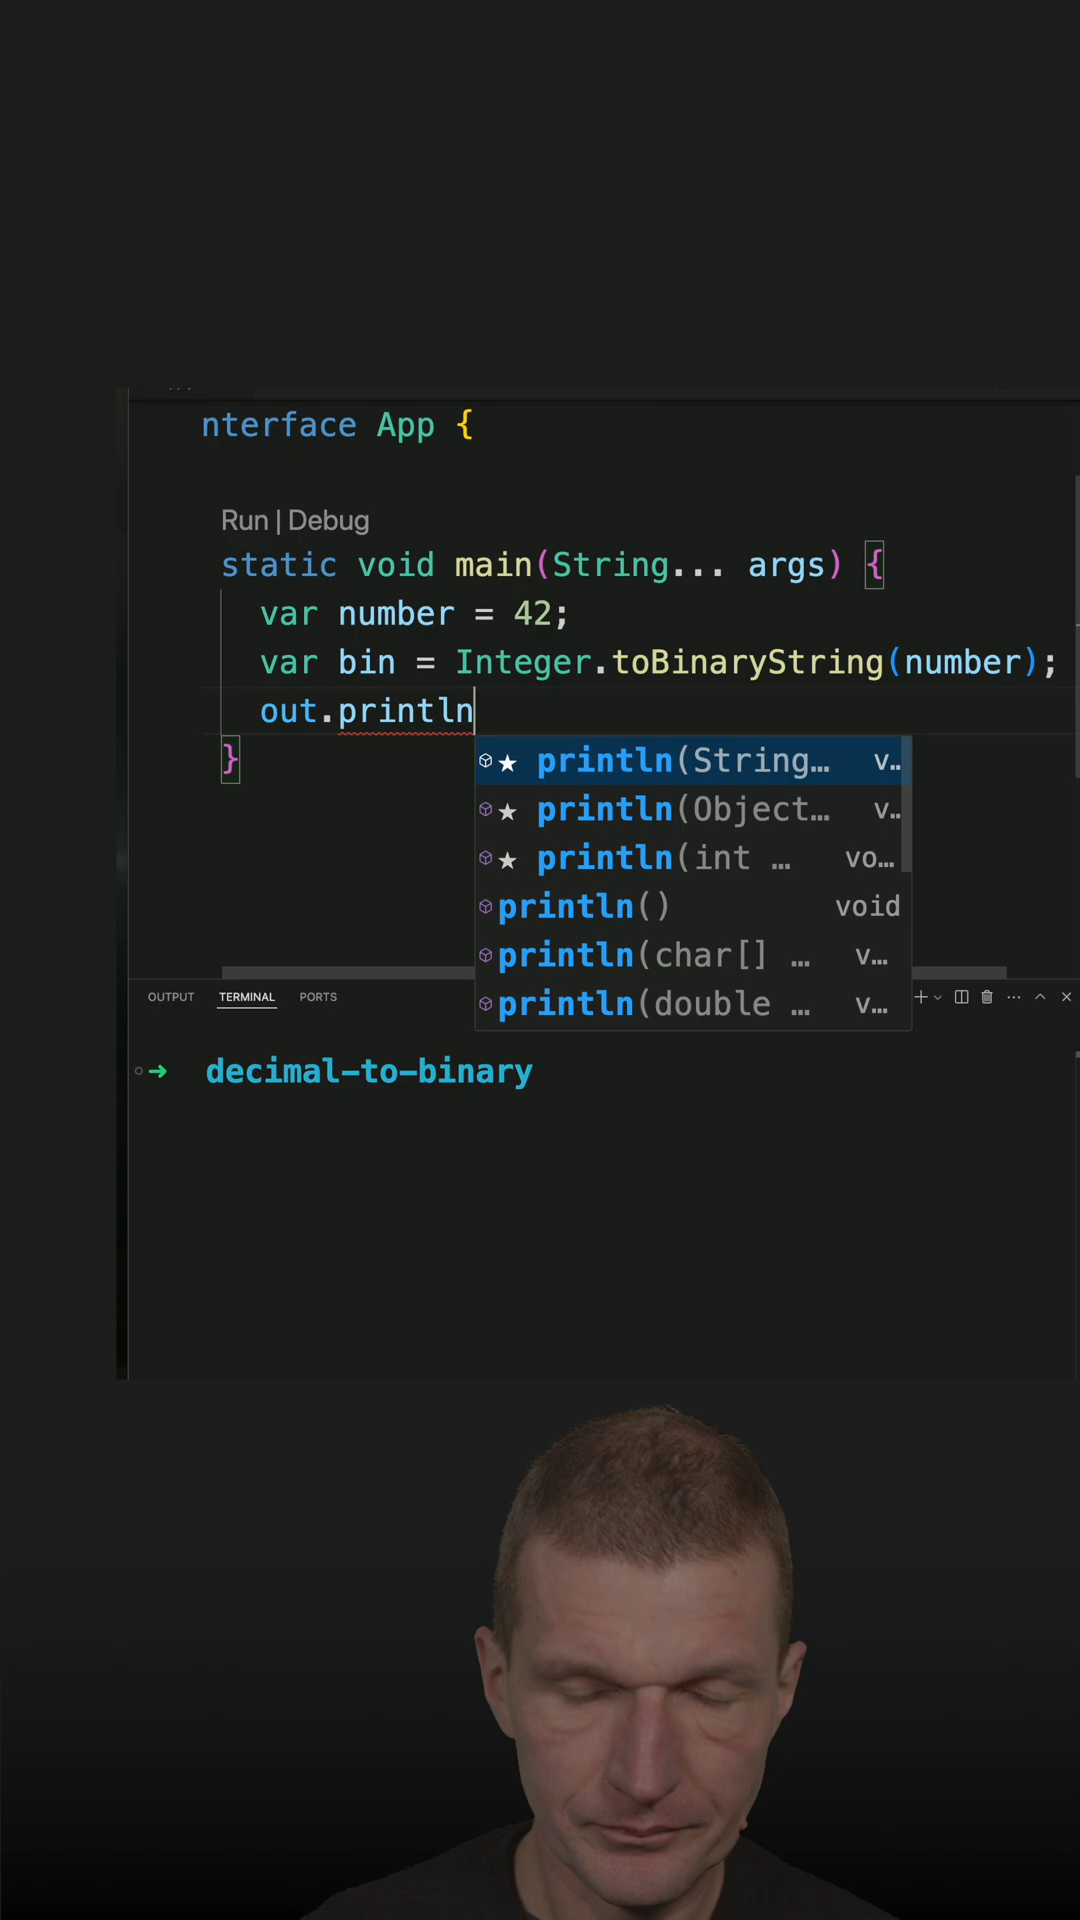 nterface App {
Run | Debug
static void main(String... args) {
var number = 42;
var bin = Integer.toBinaryString(number);
out.println
}
★ println(String… v..
★ println(Object… v..
★ println(int … vo…
println() void
println(char[] … v…
println(double … v…
OUTPUT TERMINAL PORTS
decimal-to-binary